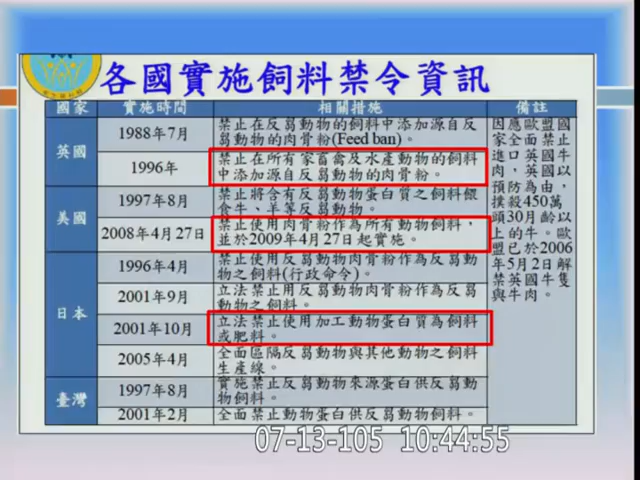 各國實施飼料禁令資訊
國家 實施時間 相關措施 備註
英國
1988年7月
禁止在反芻動物的飼料中添加源自反
芻動物的肉骨粉(Feed ban)。
1996年
禁止在所有家畜禽及水產動物的飼料
中添加源自反芻動物的肉骨粉。
美國
1997年8月
禁止將含有反芻動物蛋白質之飼料餵
食牛、羊等反芻動物。
2008年4月27日
禁止使用肉骨粉作為所有動物飼料，
並於2009年4月27日起實施。
日本
1996年4月
禁止使用反芻動物肉骨粉作為反芻動
物之飼料(行政命令)。
2001年9月
立法禁止用反芻動物肉骨粉作為反芻
動物之飼料。
2001年10月
立法禁止使用加工動物蛋白質為飼料
或肥料。
2005年4月
全面區隔反芻動物與其他動物之飼料
生產線。
臺灣
1997年8月
實施禁止反芻動物來源蛋白供反芻動
物飼料。
2001年2月
全面禁止動物蛋白供反芻動物飼料。
因應歐盟國
家全面禁止
進口英國牛
肉，英國以
預防為由，
撲殺450萬
頭30月齡以
上的牛。歐
盟已於2006
年5月2日解
禁英國牛隻
與牛肉。
07-13-105 10:44:55